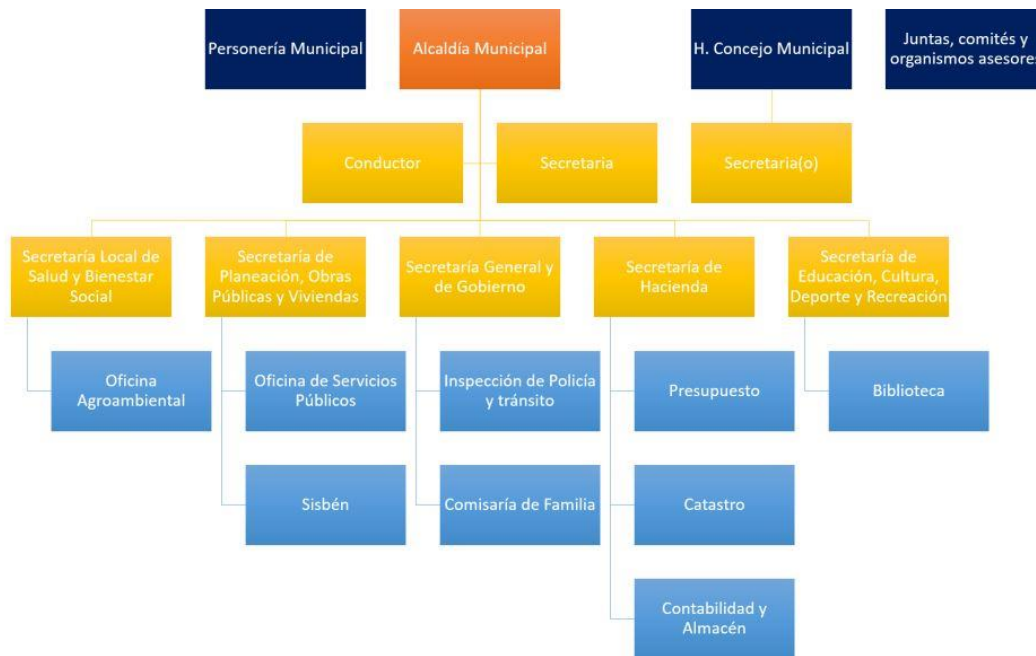 Personería Municipal
Alcaldía Municipal
H. Concejo Municipal
Juntas, comités y
organismos asesores
Conductor
Secretaria
Secretaria(o)
Secretaría Local de
Salud y Bienestar
Social
Secretaría de
Planeación, Obras
Públicas y Viviendas
Secretaría General y
de Gobierno
Secretaría de
Hacienda
Secretaría de
Educación, Cultura,
Deporte y Recreación
Oficina
Agroambiental
Oficina de Servicios
Públicos
Inspección de Policía
y tránsito
Presupuesto
Biblioteca
Sisbén
Comisaría de Familia
Catastro
Contabilidad y
Almacén